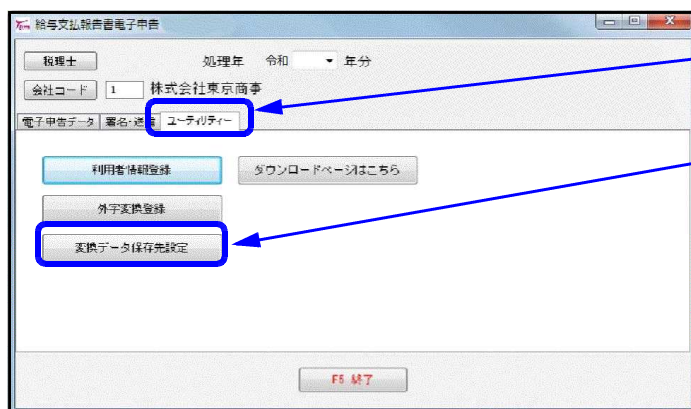 給与支払報告書電子申告
税理士 処理年 令和 年分
会社コード 1 株式会社東京商事
電子申告データ 署名・送信 ユーティリティー
利用者情報登録 ダウンロードページはこちら
外字変換登録
変換データ保存先設定
F5 終了